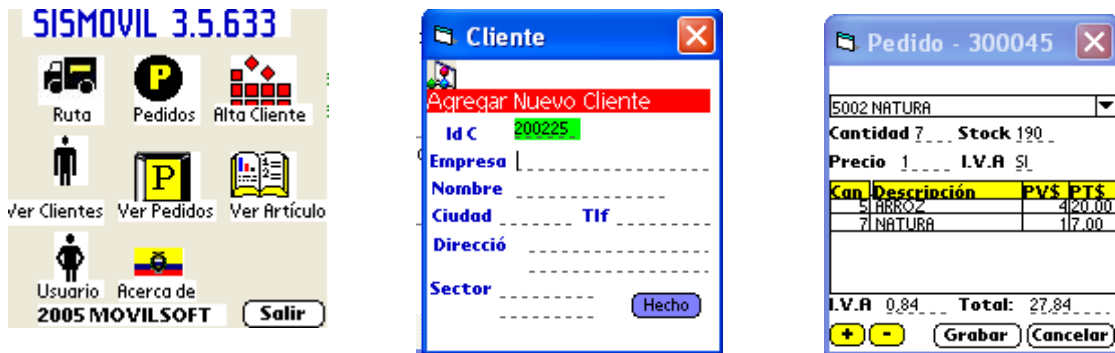 SISMOVIL 3.5.633
Ruta Pedidos Alta Cliente
Ver Clientes Ver Pedidos Ver Artículo
Usuario Acerca de
2005 MOVILSOFT Salir
Cliente
Agregar Nuevo Cliente
Id C 200225
Empresa
Nombre
Ciudad Tlf
Direcció
Sector
Hecho
Pedido - 300045
5002 NATURA
Cantidad 7 Stock 190
Precio 1 I.V.A SI
Can Descripción PV$ PT$
5 ARROZ 4 20.00
7 NATURA 1 7.00
I.V.A 0,84 Total: 27,84
+ - Grabar Cancelar